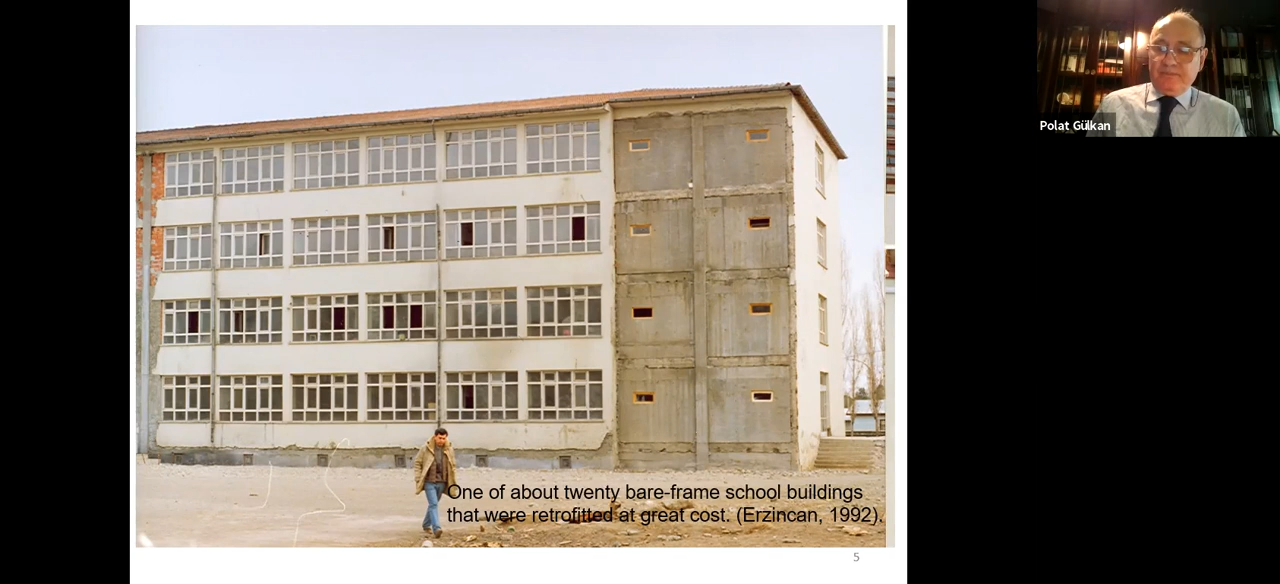 Polat Gülkan
One of about twenty bare-frame school buildings
that were retrofitted at great cost. (Erzincan, 1992).
5